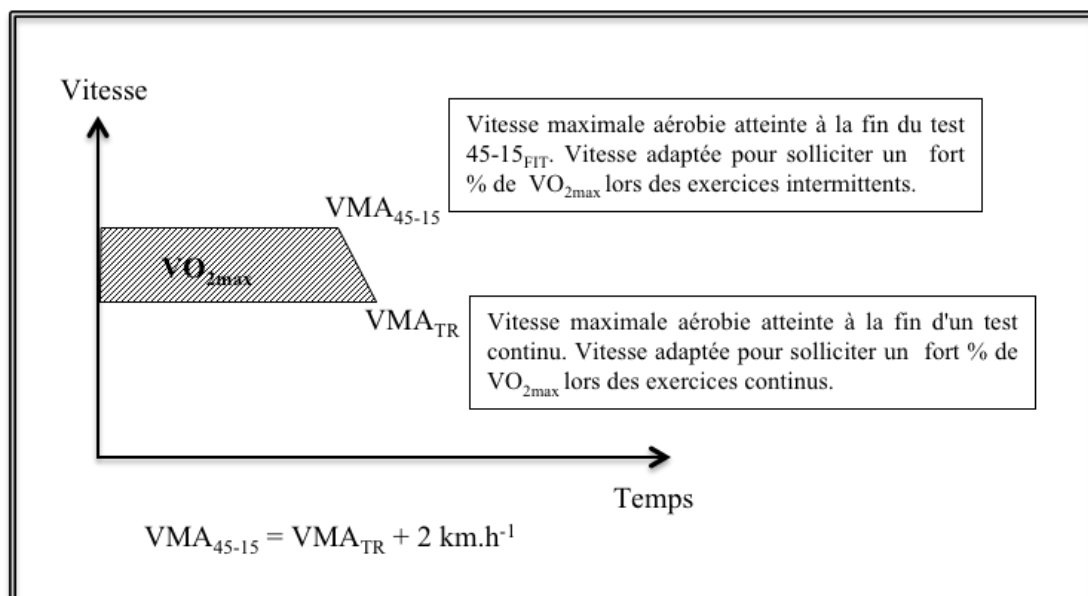 Vitesse
Vitesse maximale aérobie atteinte à la fin du test
45-15FIT. Vitesse adaptée pour solliciter un fort
% de VO2max lors des exercices intermittents.
VMA45-15
VO2max
VMATR
Vitesse maximale aérobie atteinte à la fin d'un test
continu. Vitesse adaptée pour solliciter un fort % de
VO2max lors des exercices continus.
Temps
VMA45-15 = VMATR + 2 km.h-1